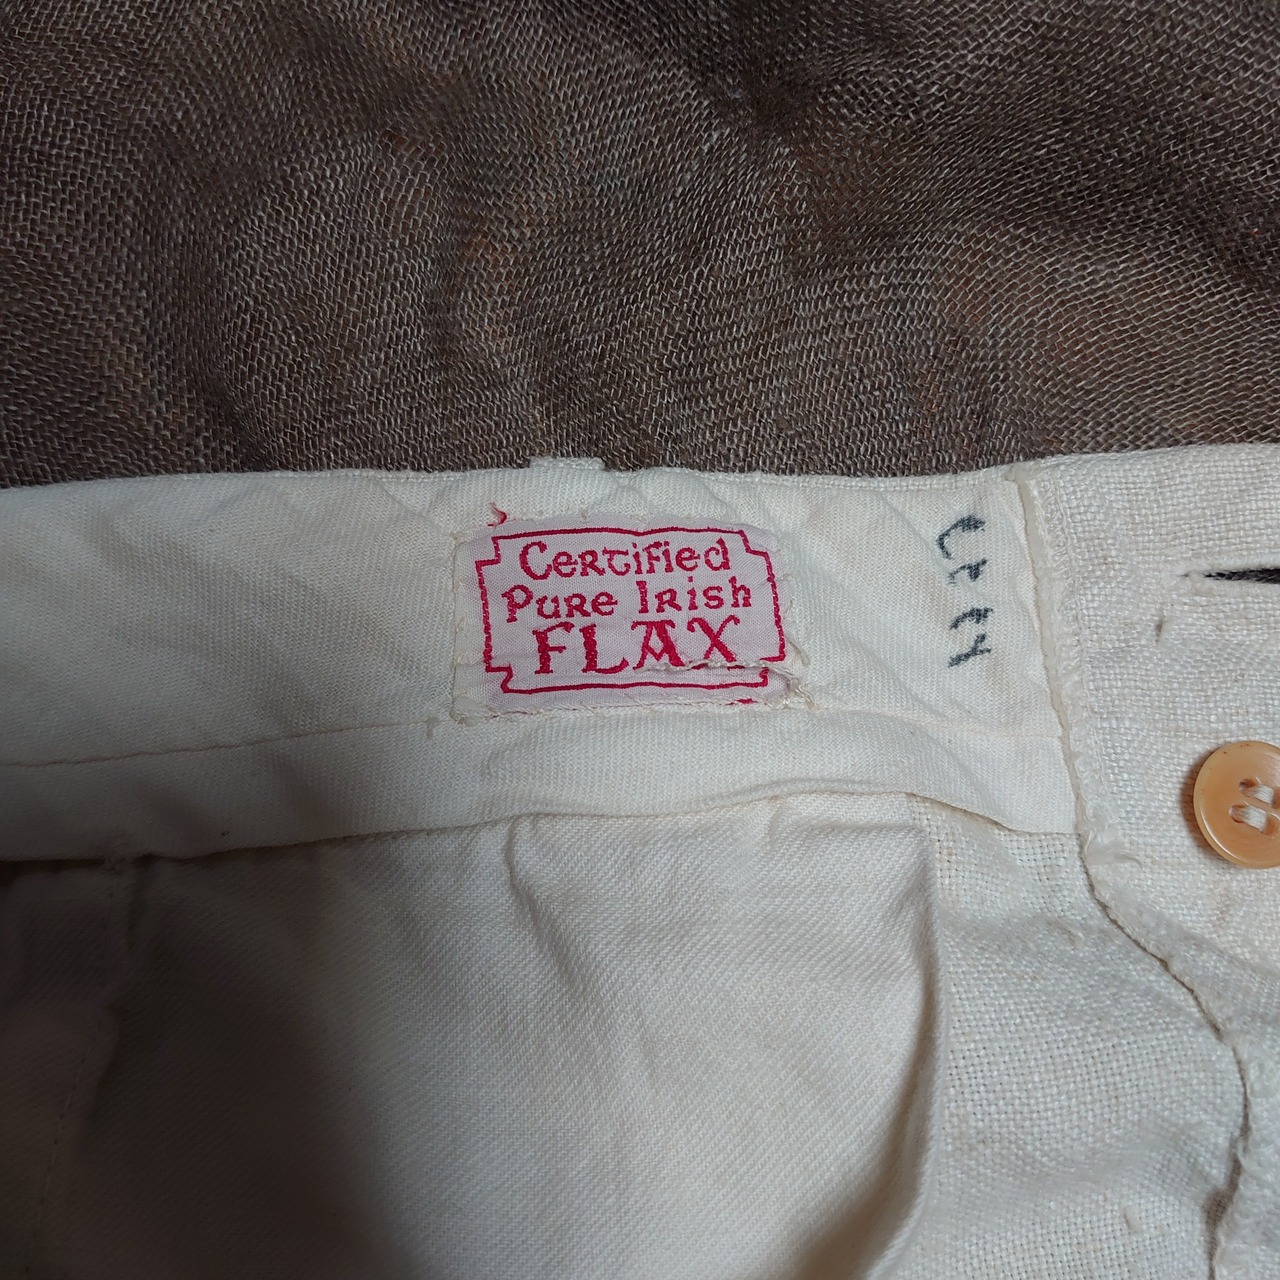 Certified
Pure Irish
FLAX